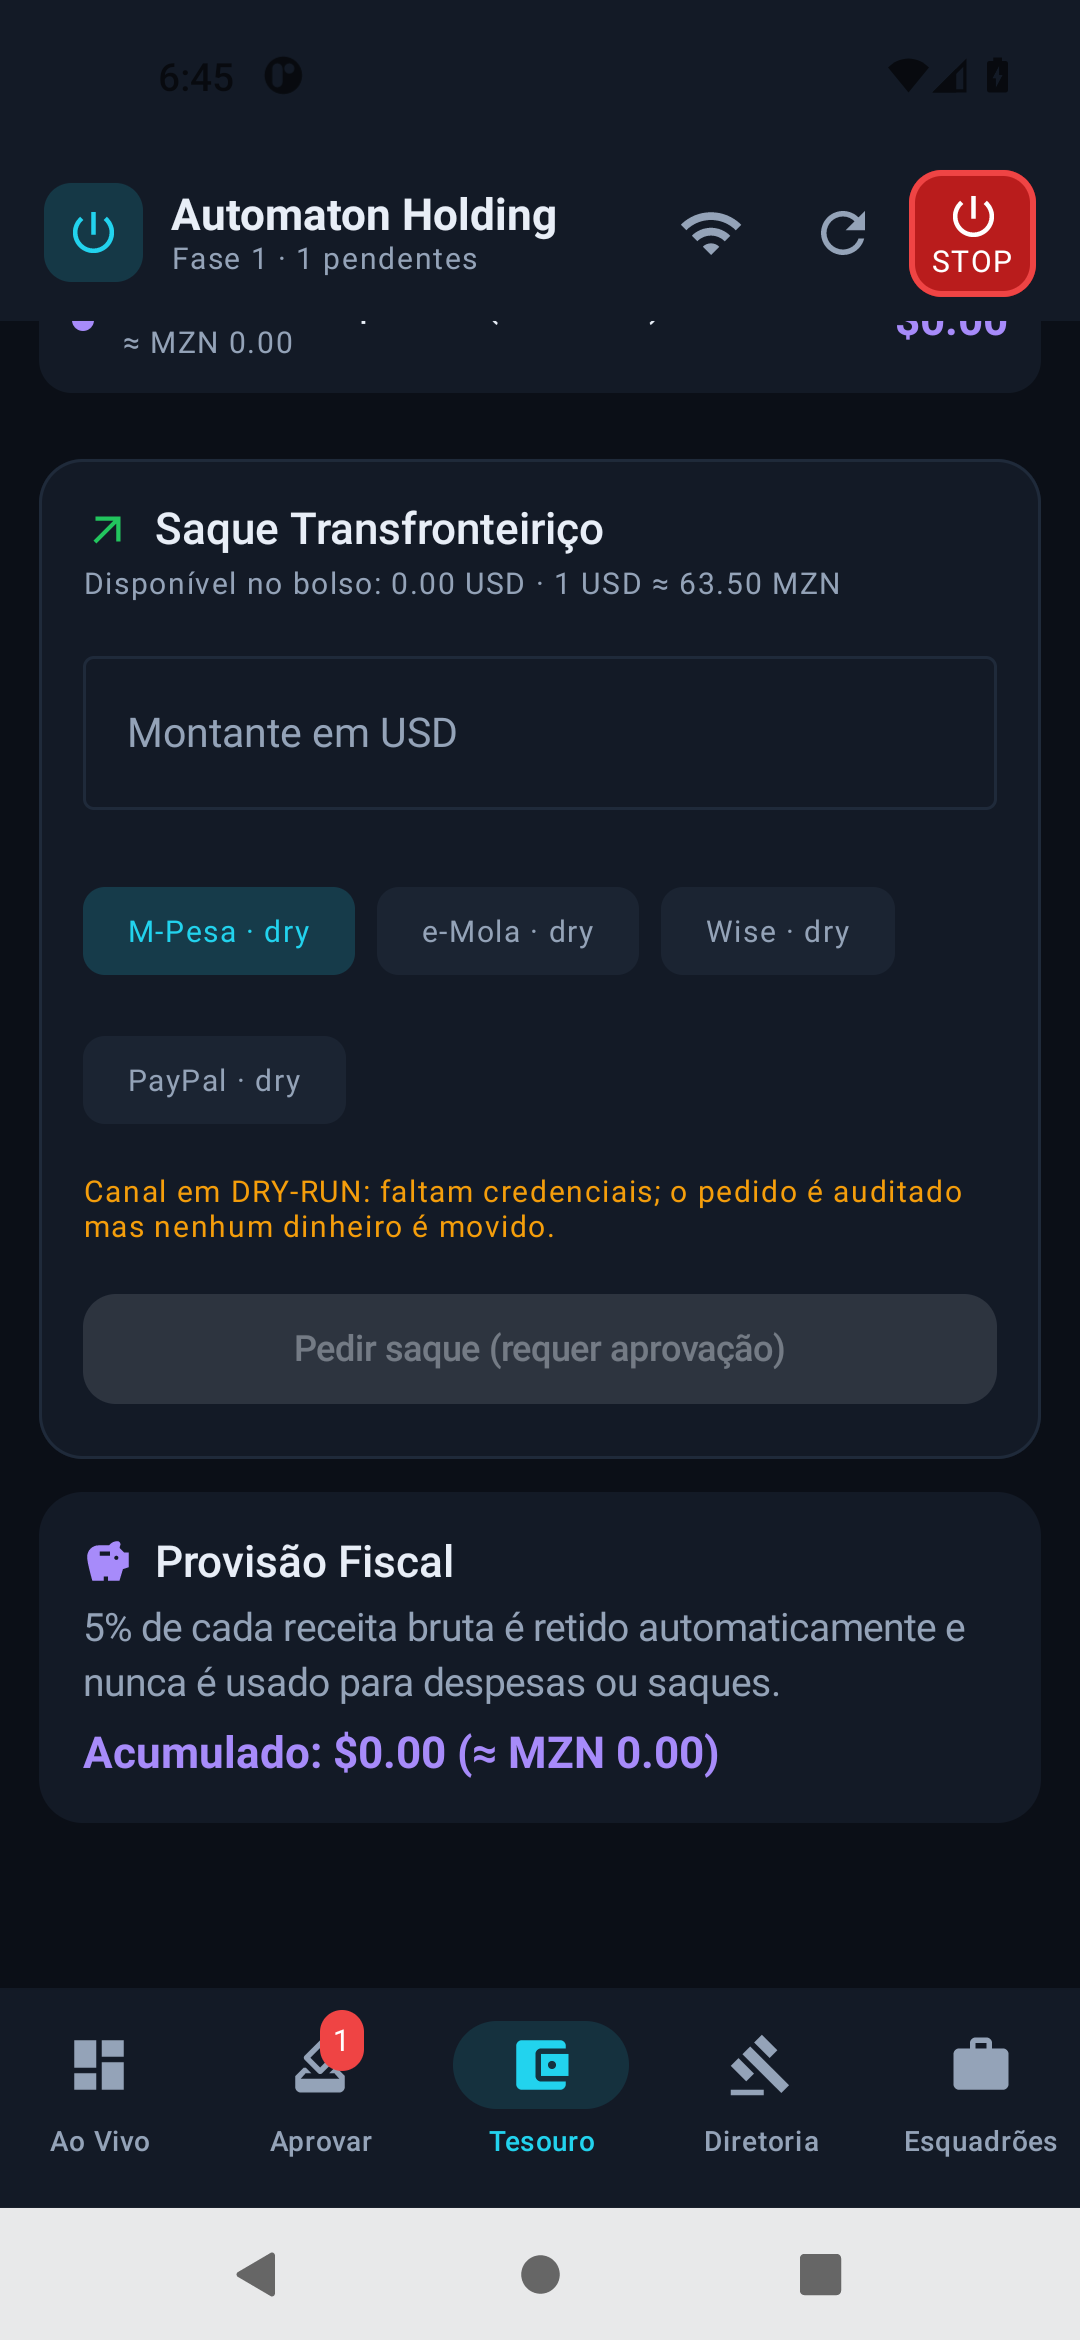 6:45
Automaton Holding
Fase 1 · 1 pendentes
STOP
$0.00
≈ MZN 0.00
Saque Transfronteiriço
Disponível no bolso: 0.00 USD · 1 USD ≈ 63.50 MZN
Montante em USD
M-Pesa · dry
e-Mola · dry
Wise · dry
PayPal · dry
Canal em DRY-RUN: faltam credenciais; o pedido é auditado
mas nenhum dinheiro é movido.
Pedir saque (requer aprovação)
Provisão Fiscal
5% de cada receita bruta é retido automaticamente e
nunca é usado para despesas ou saques.
Acumulado: $0.00 (≈ MZN 0.00)
1
Ao Vivo
Aprovar
Tesouro
Diretoria
Esquadrões